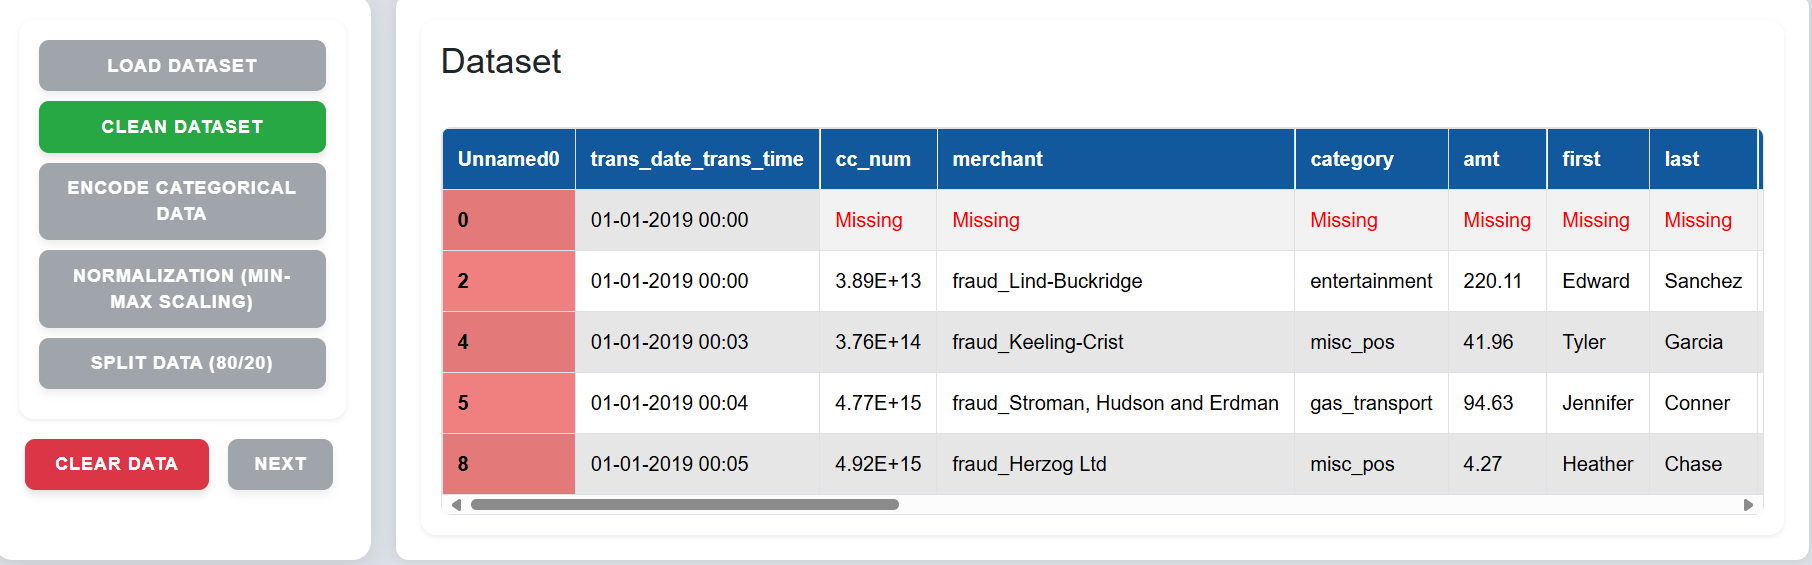 LOAD DATASET
CLEAN DATASET
ENCODE CATEGORICAL
DATA
NORMALIZATION (MIN-
MAX SCALING)
SPLIT DATA (80/20)
CLEAR DATA NEXT
Dataset
Unnamed0 trans_date_trans_time cc_num merchant category amt first last
0 01-01-2019 00:00 Missing Missing Missing Missing Missing Missing
2 01-01-2019 00:00 3.89E+13 fraud_Lind-Buckridge entertainment 220.11 Edward Sanchez
4 01-01-2019 00:03 3.76E+14 fraud_Keeling-Crist misc_pos 41.96 Tyler Garcia
5 01-01-2019 00:04 4.77E+15 fraud_Stroman, Hudson and Erdman gas_transport 94.63 Jennifer Conner
8 01-01-2019 00:05 4.92E+15 fraud_Herzog Ltd misc_pos 4.27 Heather Chase